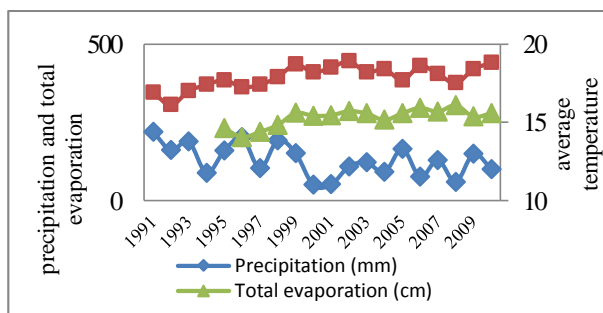 precipitation and total
evaporation
500
0
20
15
10
average
temperature
1991
1993
1995
1997
1999
2001
2003
2005
2007
2009
Precipitation (mm)
Total evaporation (cm)